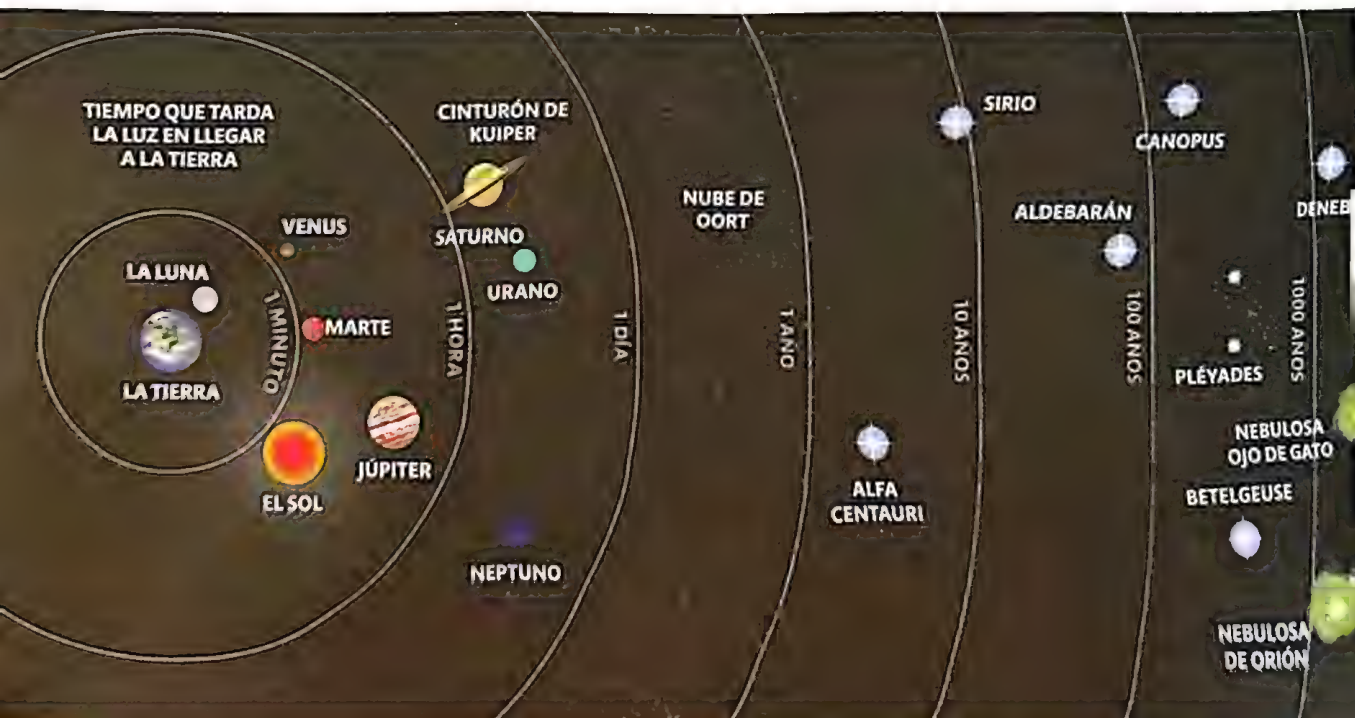 TIEMPO QUE TARDA
LA LUZ EN LLEGAR
A LA TIERRA
CINTURÓN DE
KUIPER
SIRIO
CANOPUS
NUBE DE
OORT
ALDEBARÁN
DENEB
VENUS
SATURNO
LA LUNA
URANO
MARTE
LA TIERRA
1 MINUTO
1 HORA
1 DÍA
1 AÑO
10 AÑOS
100 AÑOS
1000 AÑOS
PLÉYADES
JÚPITER
EL SOL
NEBULOSA
OJO DE GATO
ALFA
CENTAURI
BETELGEUSE
NEPTUNO
NEBULOSA
DE ORIÓN